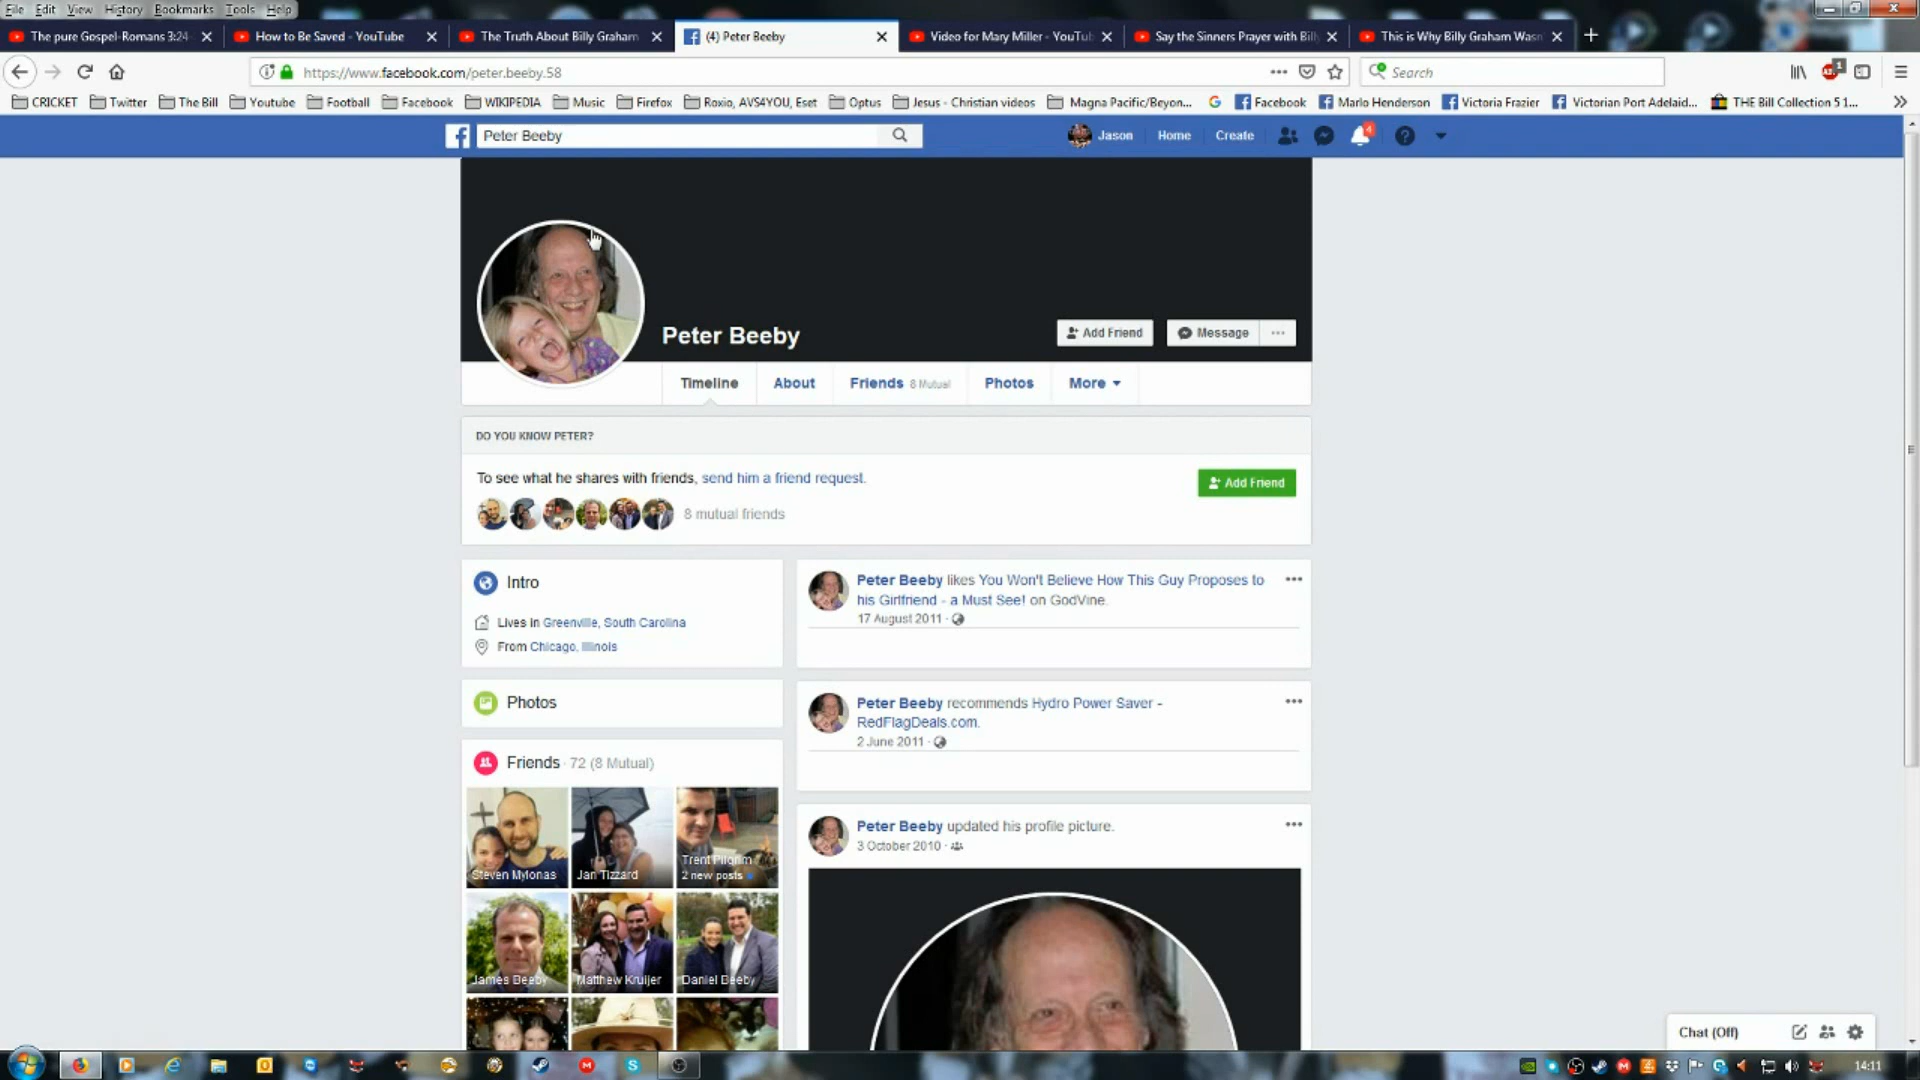 File Edit View History Bookmarks Tools Help
The pure Gospel-Romans 3:24-
How to Be Saved - YouTube
The Truth About Billy Graham
(4) Peter Beeby
Video for Mary Miller - YouTub
Say the Sinners Prayer with Bill
This is Why Billy Graham Wasn
https://www.facebook.com/peter.beeby.58
Search
1
CRICKET Twitter The Bill Youtube Football Facebook WIKIPEDIA Music Firefox Roxio, AVS4YOU, Eset Optus Jesus - Christian videos Magna Pacific/Beyon... Facebook Marlo Henderson Victoria Frazier Victorian Port Adelaid... THE Bill Collection 5 1...
Peter Beeby
Jason Home Create
4
Peter Beeby
Add Friend
Message
Timeline About Friends 8 Mutual Photos More
DO YOU KNOW PETER?
To see what he shares with friends, send him a friend request.
Add Friend
8 mutual friends
Intro
Lives in Greenville, South Carolina
From Chicago, Illinois
Photos
Friends · 72 (8 Mutual)
Steven Mylonas
Jan Tizzard
Trent Pilgrim
2 new posts
James Beeby
Matthew Kruijer
Daniel Beeby
Peter Beeby likes You Won't Believe How This Guy Proposes to
his Girlfriend - a Must See! on GodVine.
17 August 2011 ·
Peter Beeby recommends Hydro Power Saver -
RedFlagDeals.com.
2 June 2011 ·
Peter Beeby updated his profile picture.
3 October 2010 ·
Chat (Off)
14:11